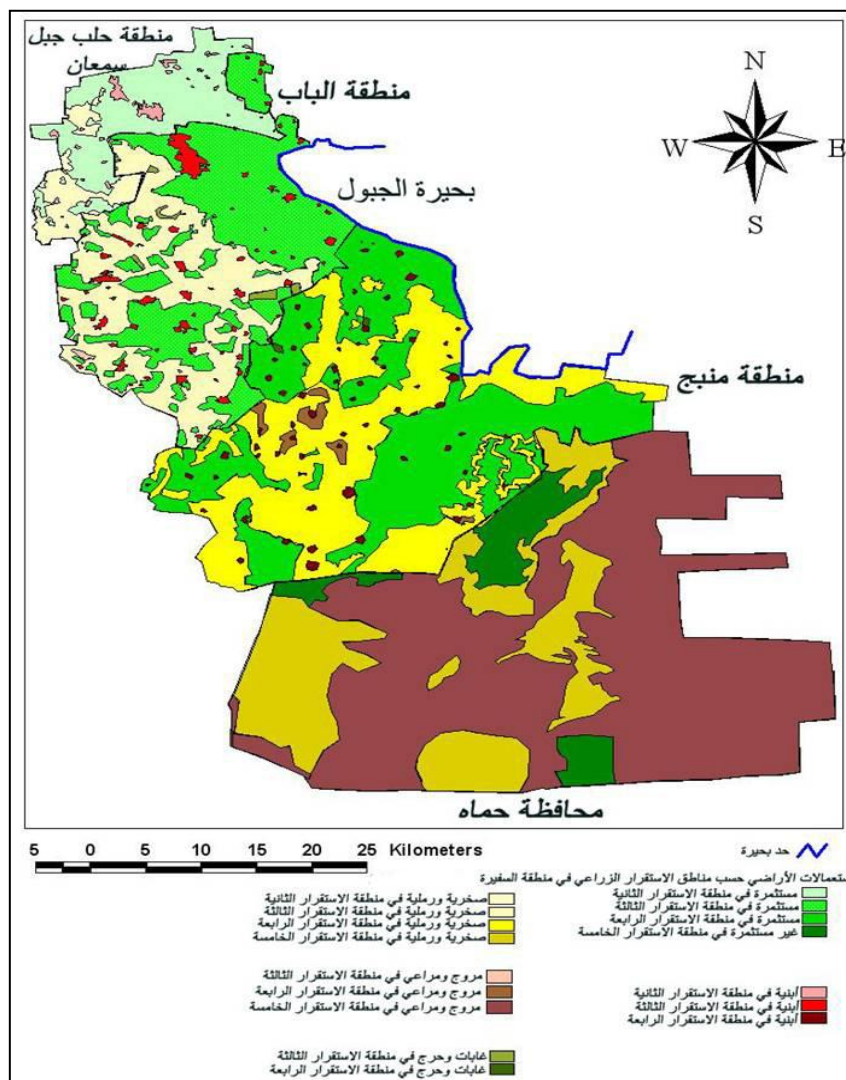 منطقة حلب جبل
سمعان
منطقة الباب
بحيرة الجبول
منطقة منبج
محافظة حماه
N
W E
S
5 0 5 10 15 20 25 Kilometers
حد بحيرة
ستعمالات الأراضي حسب مناطق الاستقرار الزراعي في منطقة السفيرة
مستثمرة في منطقة الاستقرار الثانية
مستثمرة في منطقة الاستقرار الثالثة
مستثمرة في منطقة الاستقرار الرابعة
غير مستثمرة في منطقة الاستقرار الخامسة
صخرية ورملية في منطقة الاستقرار الثانية
صخرية ورملية في منطقة الاستقرار الثالثة
صخرية ورملية في منطقة الاستقرار الرابعة
صخرية ورملية في منطقة الاستقرار الخامسة
أبنية في منطقة الاستقرار الثانية
أبنية في منطقة الاستقرار الثالثة
أبنية في منطقة الاستقرار الرابعة
مروج ومراعي في منطقة الاستقرار الثالثة
مروج ومراعي في منطقة الاستقرار الرابعة
مروج ومراعي في منطقة الاستقرار الخامسة
غابات وحرج في منطقة الاستقرار الثالثة
غابات وحرج في منطقة الاستقرار الرابعة